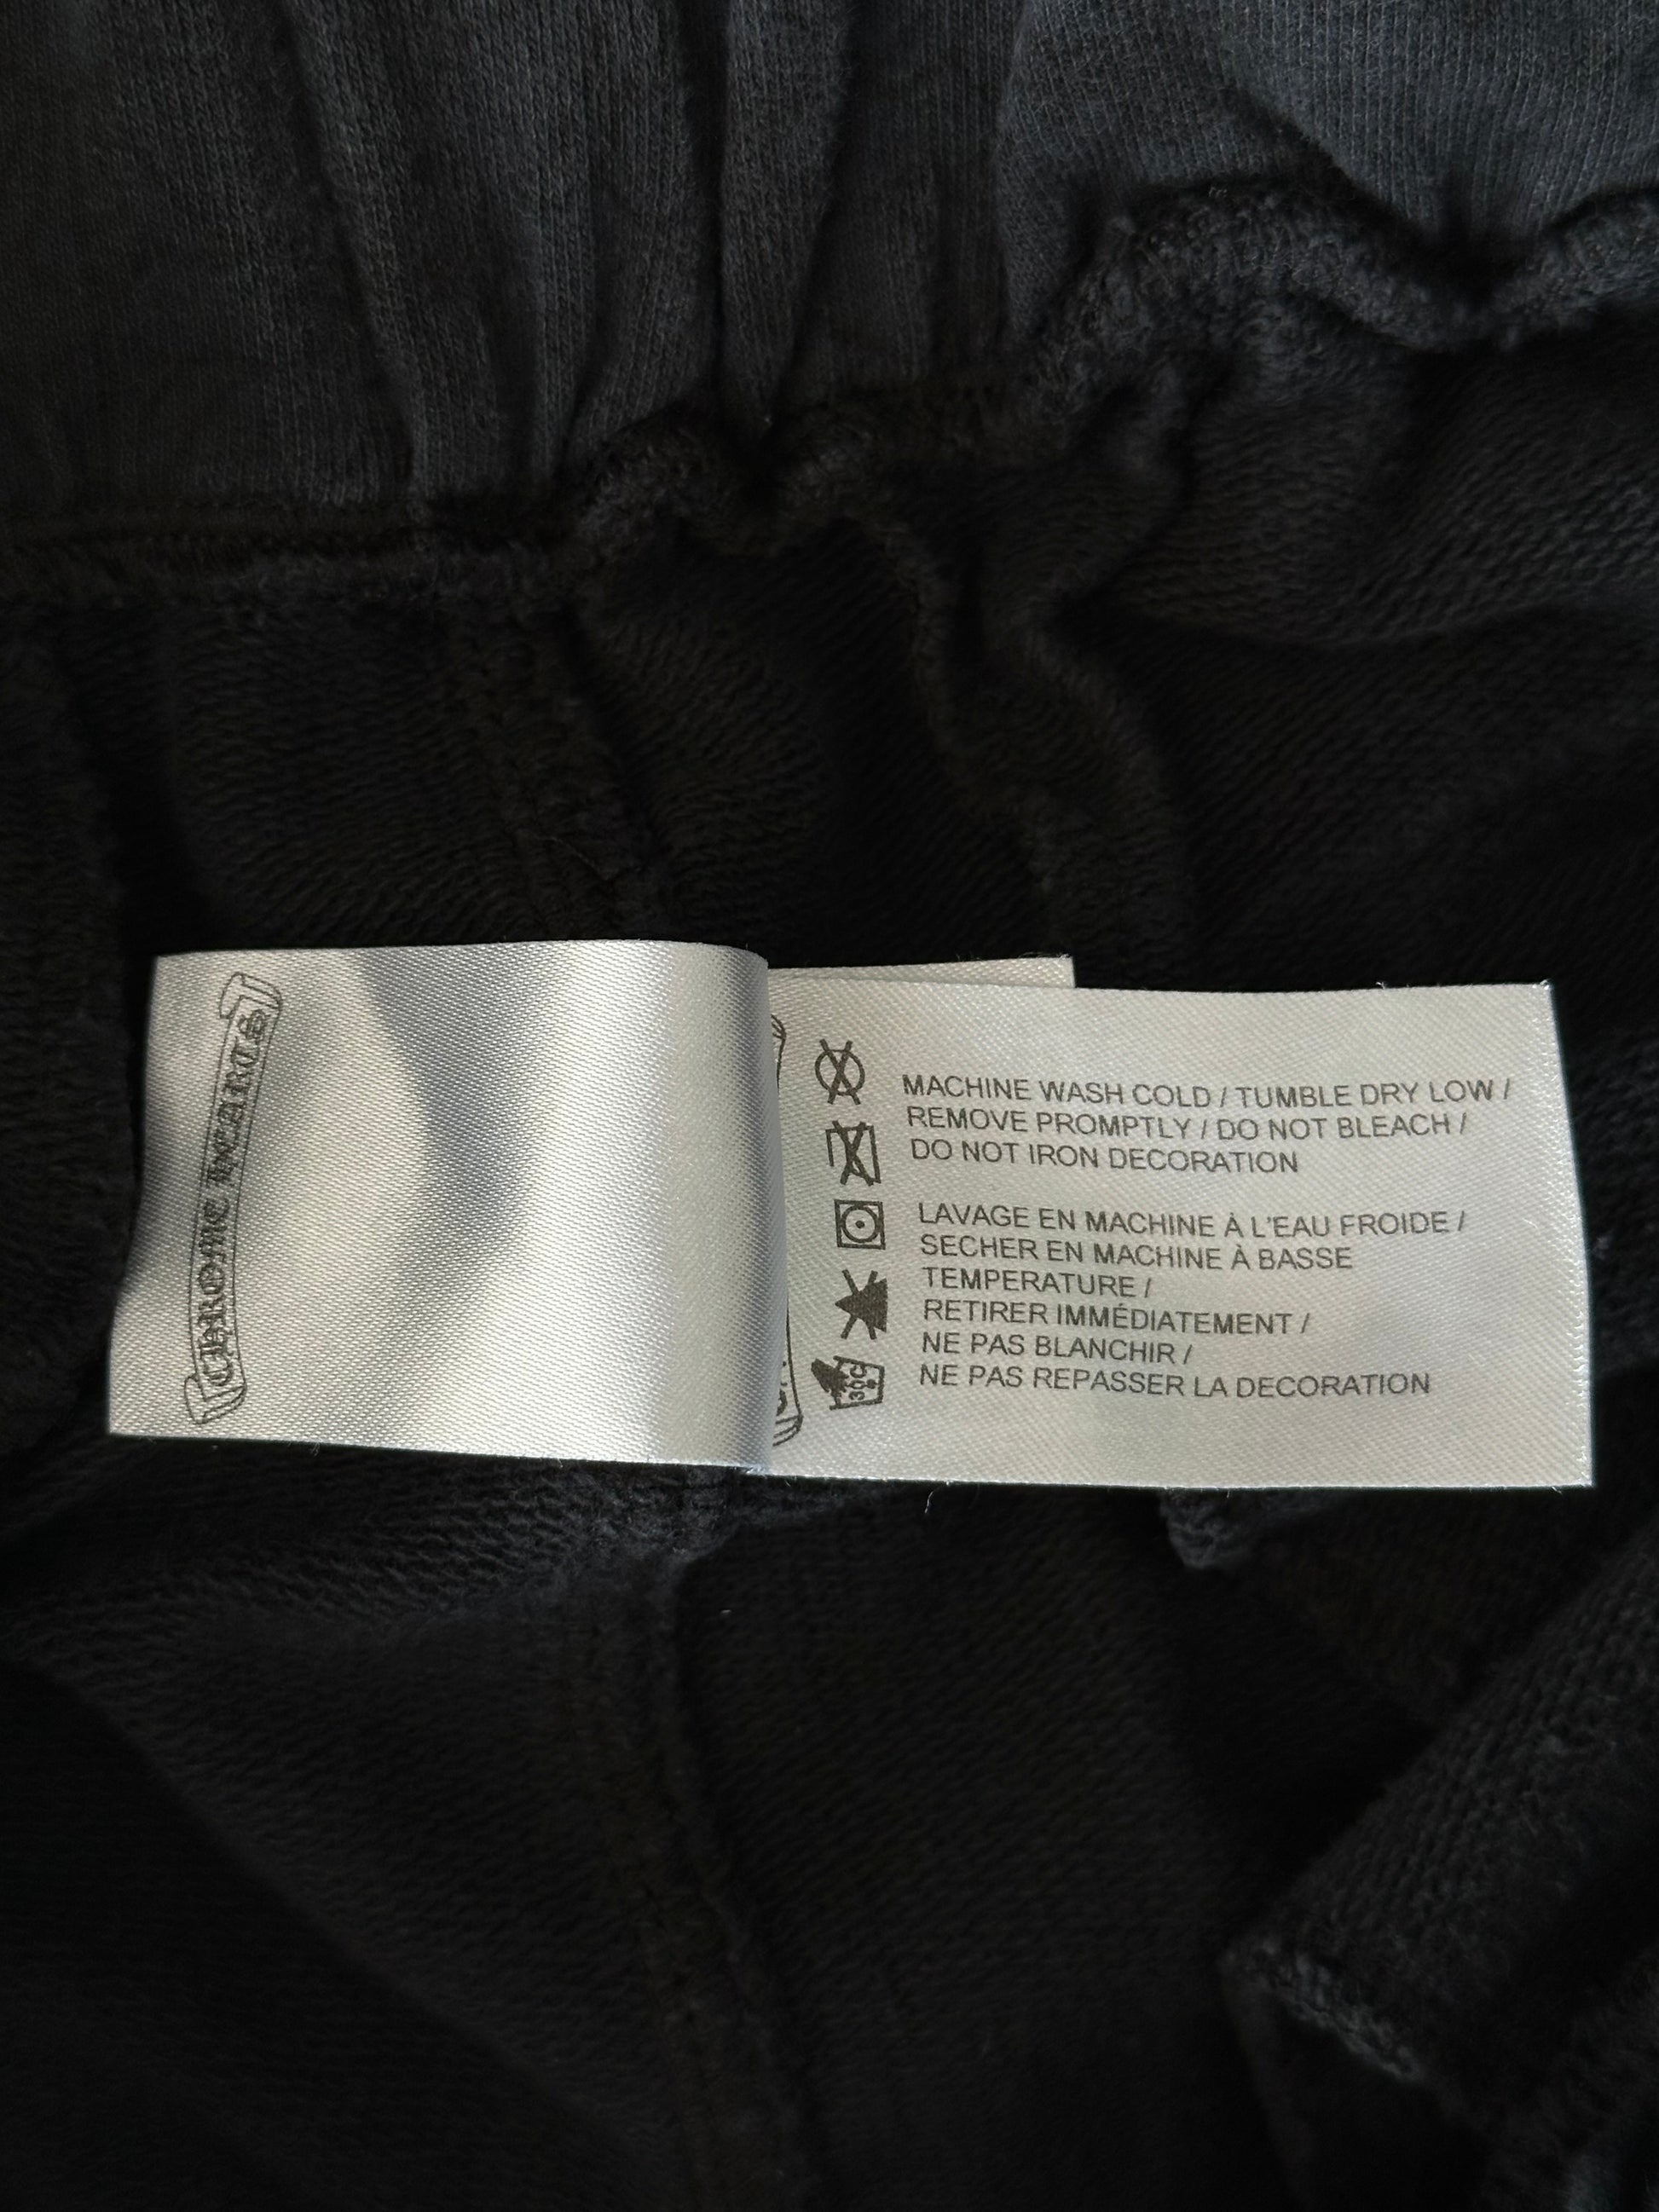 CHROME HEARTS
MACHINE WASH COLD / TUMBLE DRY LOW /
REMOVE PROMPTLY / DO NOT BLEACH /
DO NOT IRON DECORATION
LAVAGE EN MACHINE À L'EAU FROIDE /
SECHER EN MACHINE À BASSE
TEMPERATURE /
RETIRER IMMÉDIATEMENT /
NE PAS BLANCHIR /
NE PAS REPASSER LA DECORATION
30C